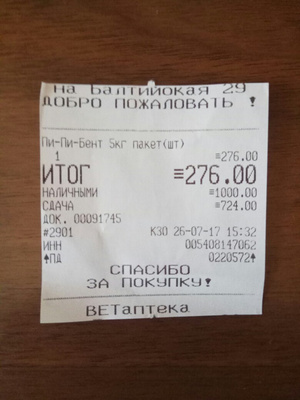 на Балтийской 29
ДОБРО ПОЖАЛОВАТЬ !
Пи-Пи-Бент 5кг пакет(шт)
1 ≡276.00
ИТОГ ≡276.00
НАЛИЧНЫМИ ≡1000.00
СДАЧА ≡724.00
ДОК. 00091745
#2901 КЗО 26-07-17 15:32
ИНН 005408147062
♠ПД 0220572♠
СПАСИБО
ЗА ПОКУПКУ!
ВЕТаптека